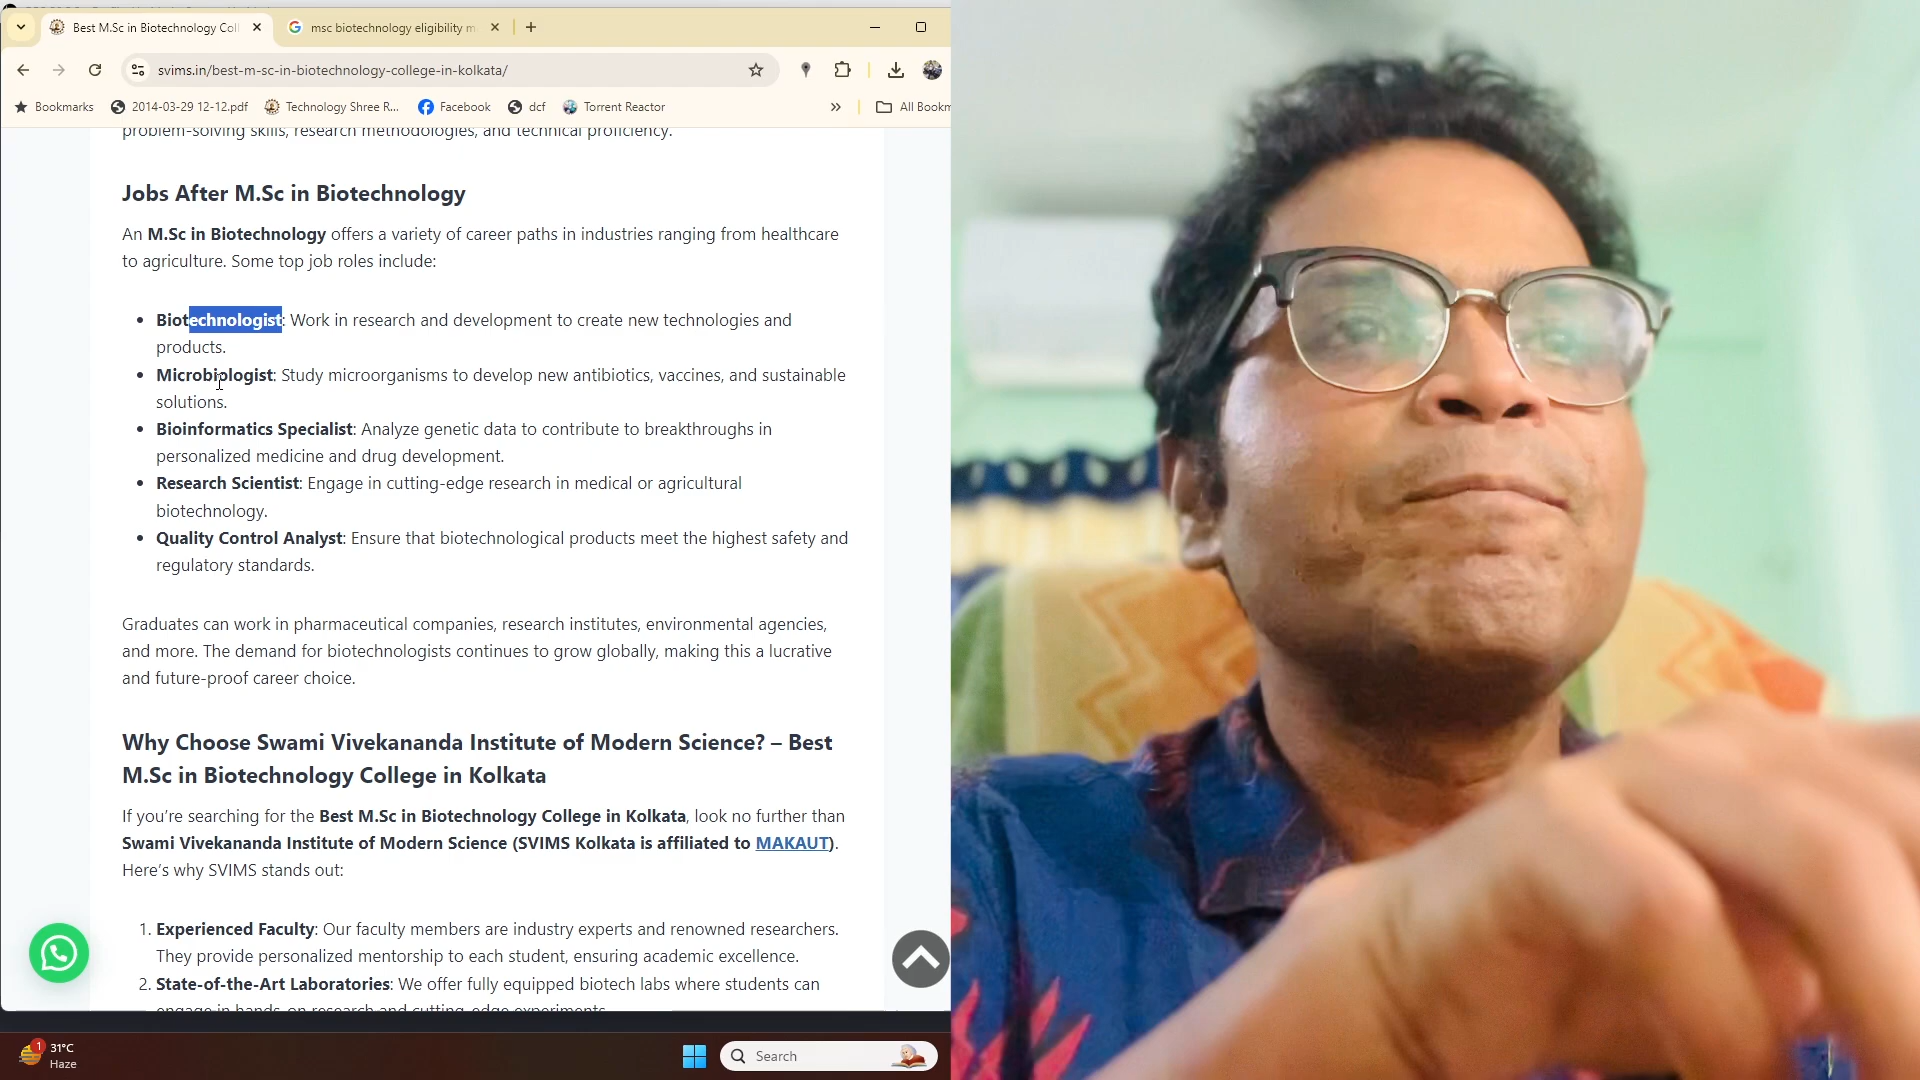 Best M.Sc in Biotechnology Coll
msc biotechnology eligibility m
svims.in/best-m-sc-in-biotechnology-college-in-kolkata/
Bookmarks
2014-03-29 12-12.pdf
Technology Shree R...
Facebook
dcf
Torrent Reactor
»
All Bookm
problem-solving skills, research methodologies, and technical proficiency.
Jobs After M.Sc in Biotechnology
An M.Sc in Biotechnology offers a variety of career paths in industries ranging from healthcare
to agriculture. Some top job roles include:
• Biotechnologist: Work in research and development to create new technologies and
products.
• Microbiologist: Study microorganisms to develop new antibiotics, vaccines, and sustainable
solutions.
• Bioinformatics Specialist: Analyze genetic data to contribute to breakthroughs in
personalized medicine and drug development.
• Research Scientist: Engage in cutting-edge research in medical or agricultural
biotechnology.
• Quality Control Analyst: Ensure that biotechnological products meet the highest safety and
regulatory standards.
Graduates can work in pharmaceutical companies, research institutes, environmental agencies,
and more. The demand for biotechnologists continues to grow globally, making this a lucrative
and future-proof career choice.
Why Choose Swami Vivekananda Institute of Modern Science? – Best
M.Sc in Biotechnology College in Kolkata
If you’re searching for the Best M.Sc in Biotechnology College in Kolkata, look no further than
Swami Vivekananda Institute of Modern Science (SVIMS Kolkata is affiliated to MAKAUT).
Here’s why SVIMS stands out:
1. Experienced Faculty: Our faculty members are industry experts and renowned researchers.
They provide personalized mentorship to each student, ensuring academic excellence.
2. State-of-the-Art Laboratories: We offer fully equipped biotech labs where students can
engage in hands-on research and cutting-edge experiments.
1
31°C
Haze
Search